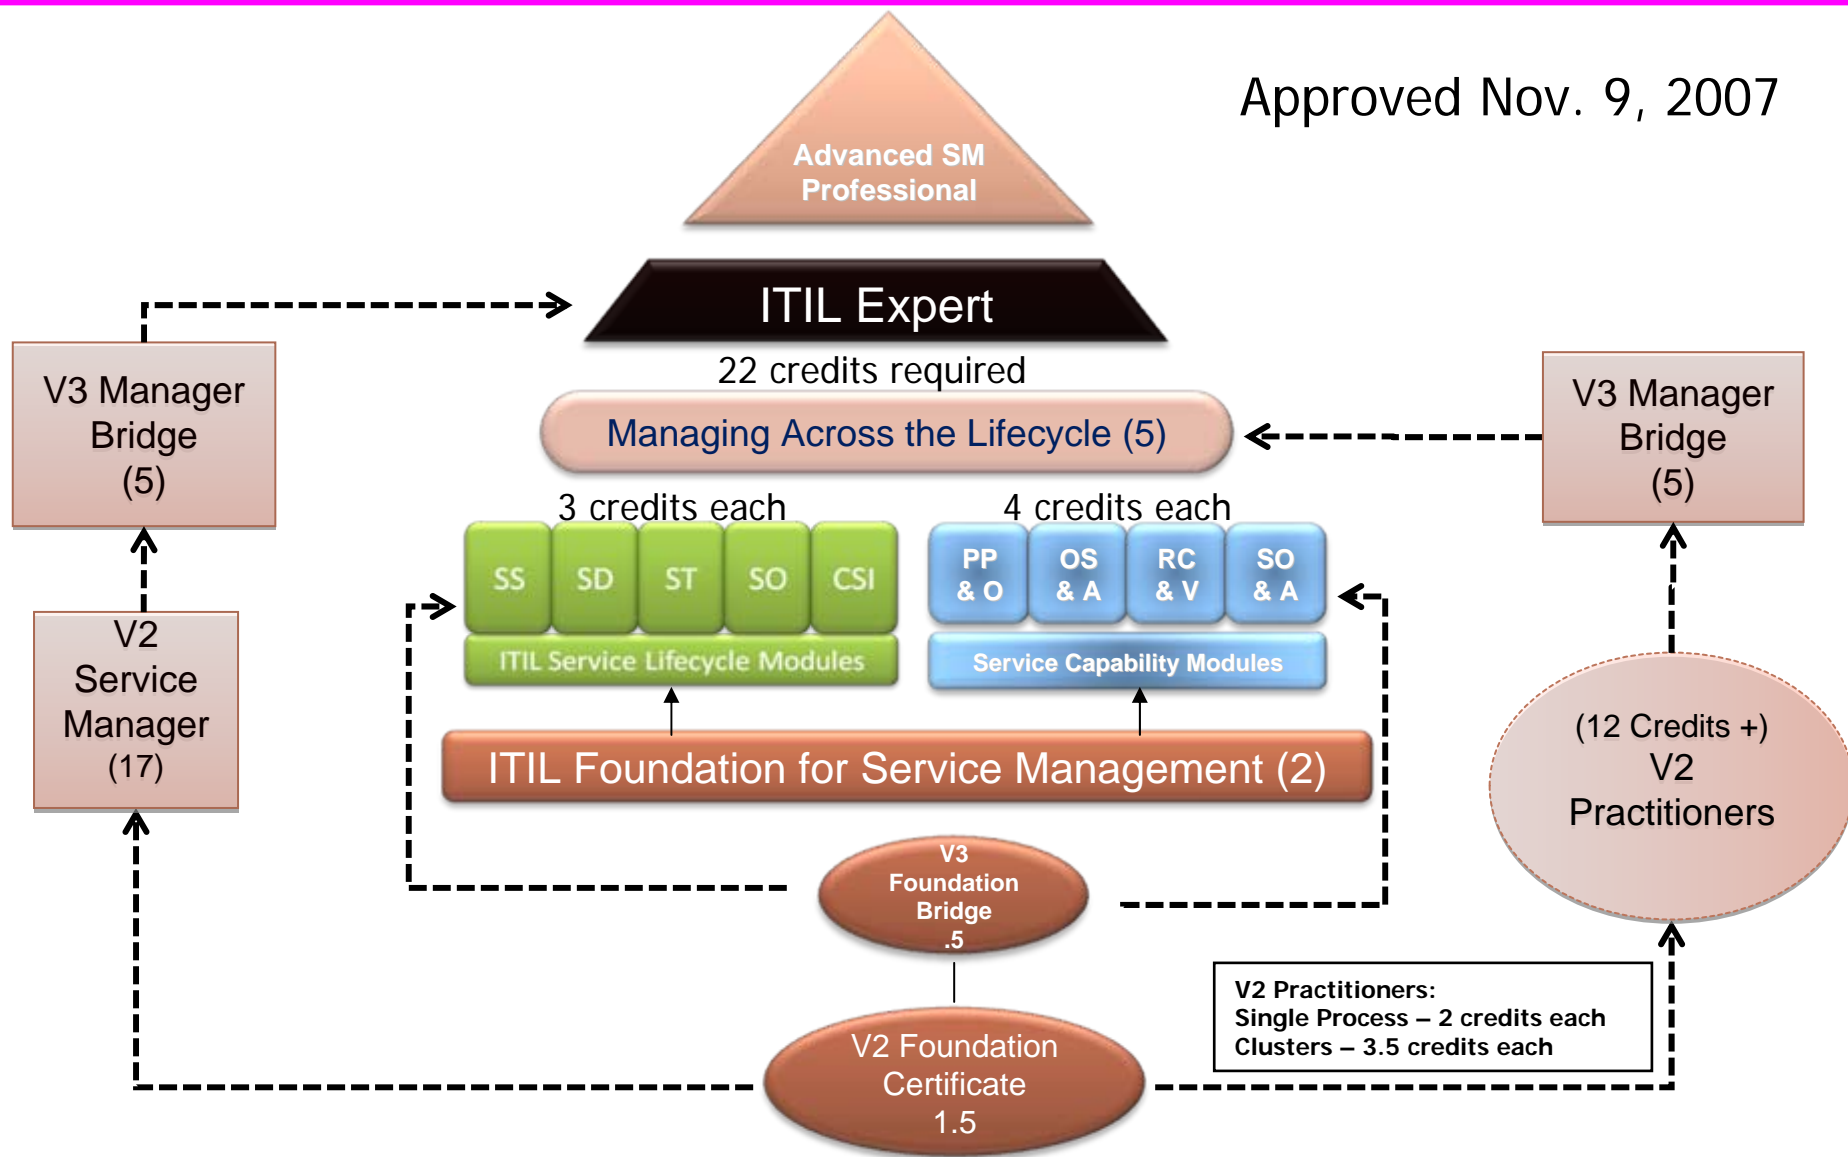 Approved Nov. 9, 2007
Advanced SM
Professional
ITIL Expert
22 credits required
Managing Across the Lifecycle (5)
V3 Manager
Bridge
(5)
V3 Manager
Bridge
(5)
3 credits each
4 credits each
SS
SD
ST
SO
CSI
PP
& O
OS
& A
RC
& V
SO
& A
ITIL Service Lifecycle Modules
Service Capability Modules
V2
Service
Manager
(17)
(12 Credits +)
V2
Practitioners
ITIL Foundation for Service Management (2)
V3
Foundation
Bridge
.5
V2 Practitioners:
Single Process – 2 credits each
Clusters – 3.5 credits each
V2 Foundation
Certificate
1.5